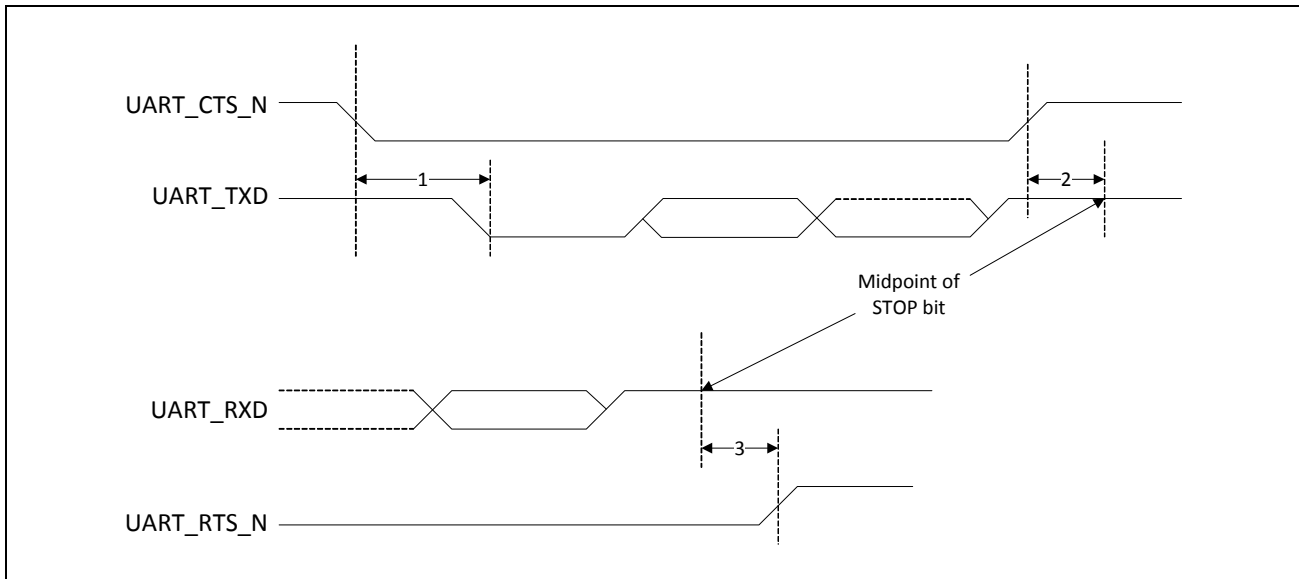 UART_CTS_N
1
UART_TXD
2
Midpoint of
STOP bit
UART_RXD
3
UART_RTS_N